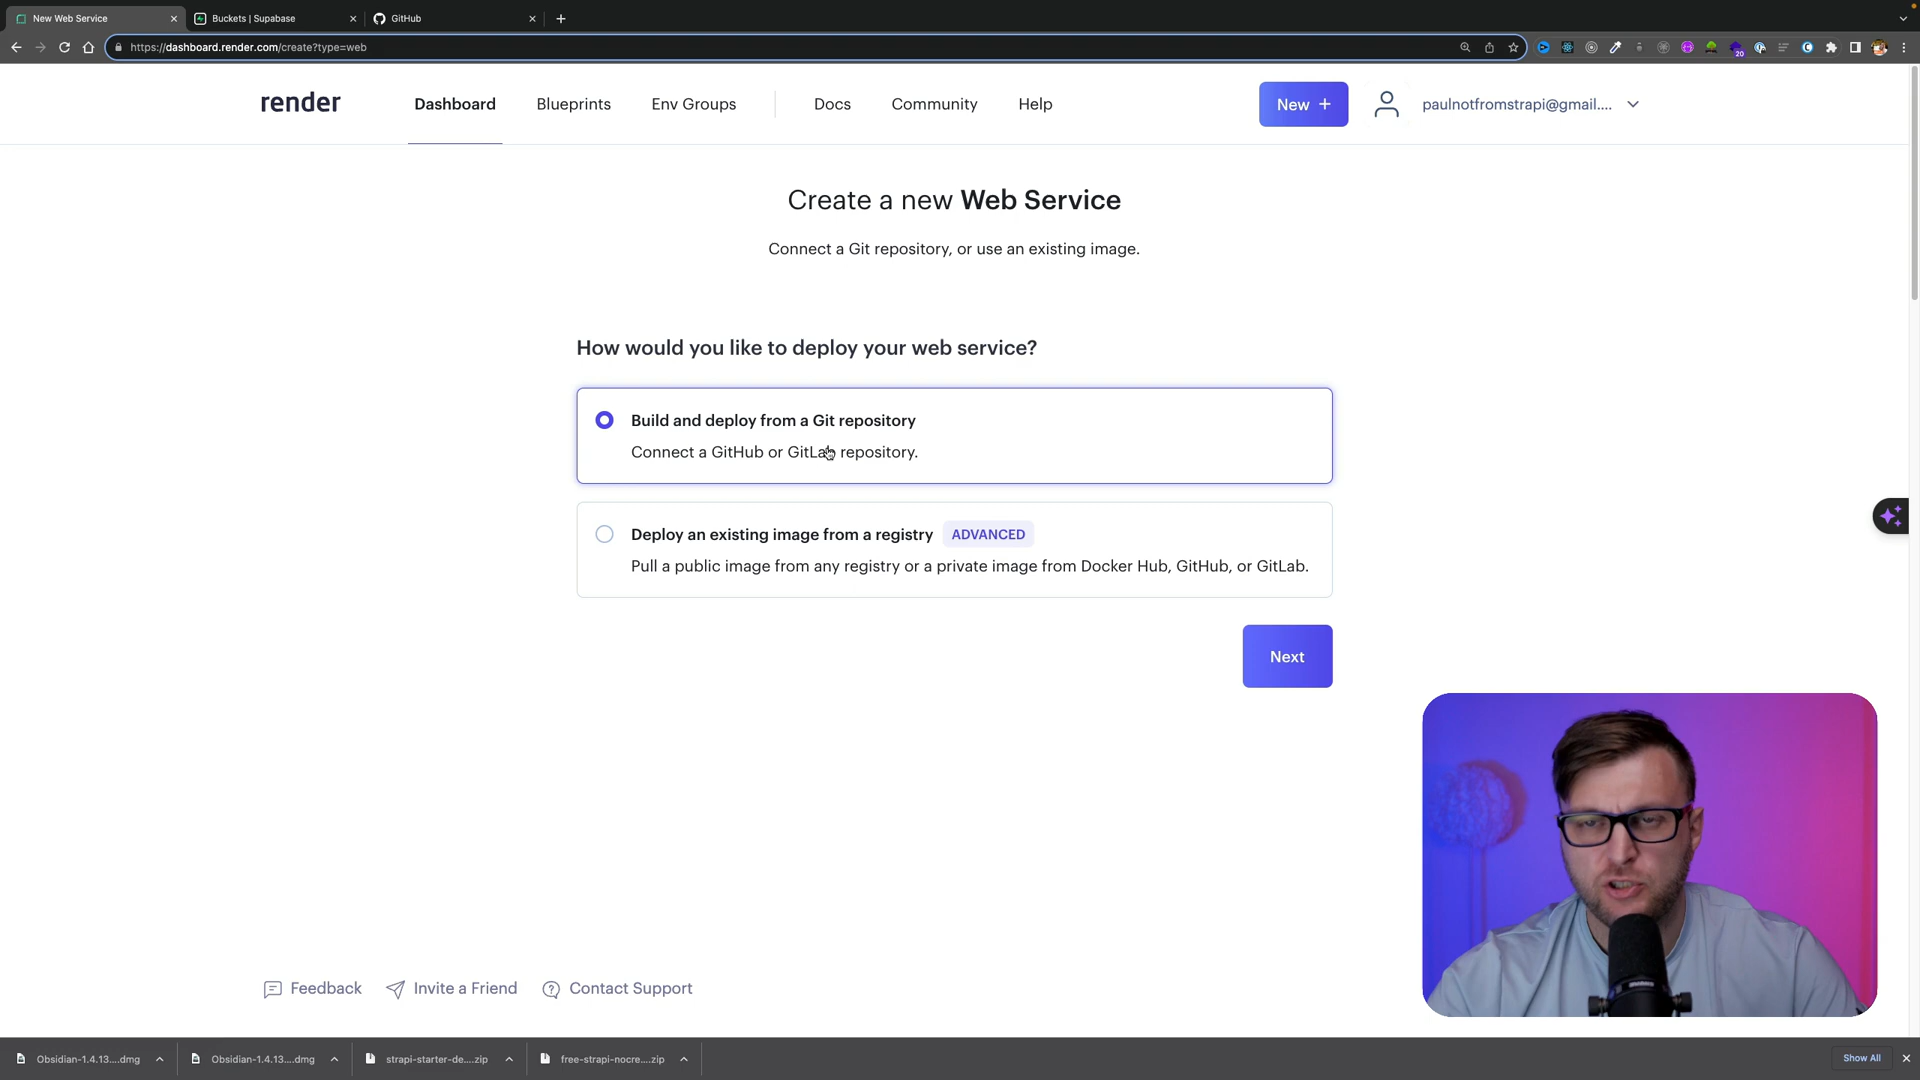 New Web Service
Buckets | Supabase
GitHub
https://dashboard.render.com/create?type=web
20
render
Dashboard
Blueprints
Env Groups
Docs
Community
Help
New +
paulnotfromstrapi@gmail....
Create a new Web Service
Connect a Git repository, or use an existing image.
How would you like to deploy your web service?
Build and deploy from a Git repository
Connect a GitHub or GitLab repository.
Deploy an existing image from a registry ADVANCED
Pull a public image from any registry or a private image from Docker Hub, GitHub, or GitLab.
Next
Feedback
Invite a Friend
Contact Support
Obsidian-1.4.13....dmg
Obsidian-1.4.13....dmg
strapi-starter-de....zip
free-strapi-nocre....zip
Show All